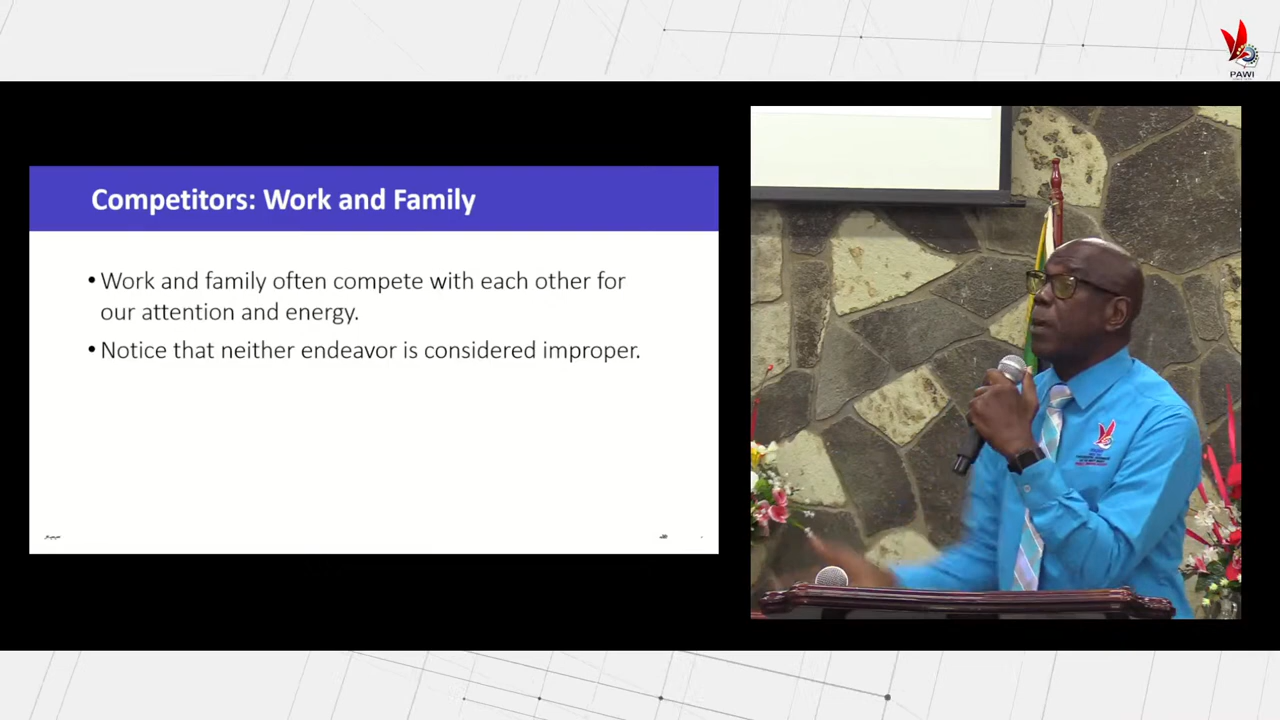 PAWI
Competitors: Work and Family
• Work and family often compete with each other for
our attention and energy.
• Notice that neither endeavor is considered improper.